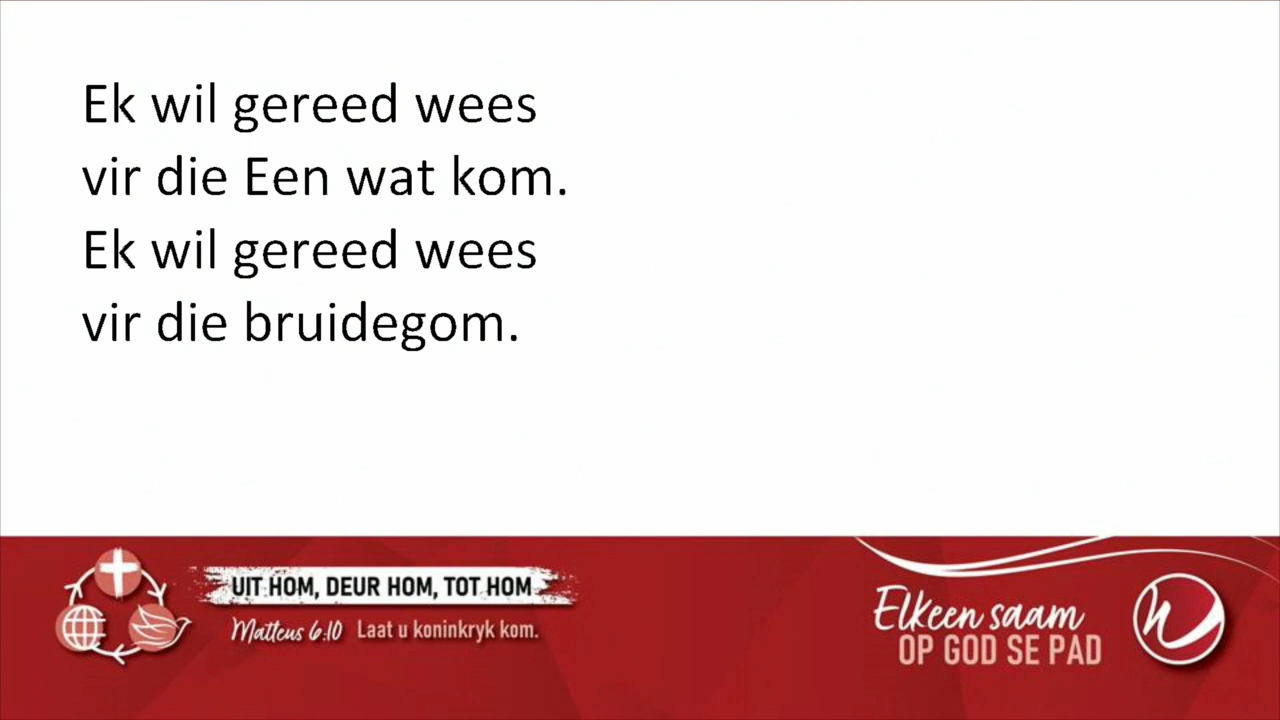 Ek wil gereed wees
vir die Een wat kom.
Ek wil gereed wees
vir die bruidegom.
UIT HOM, DEUR HOM, TOT HOM
Matteus 6:10 Laat u koninkryk kom.
Elkeen saam
OP GOD SE PAD